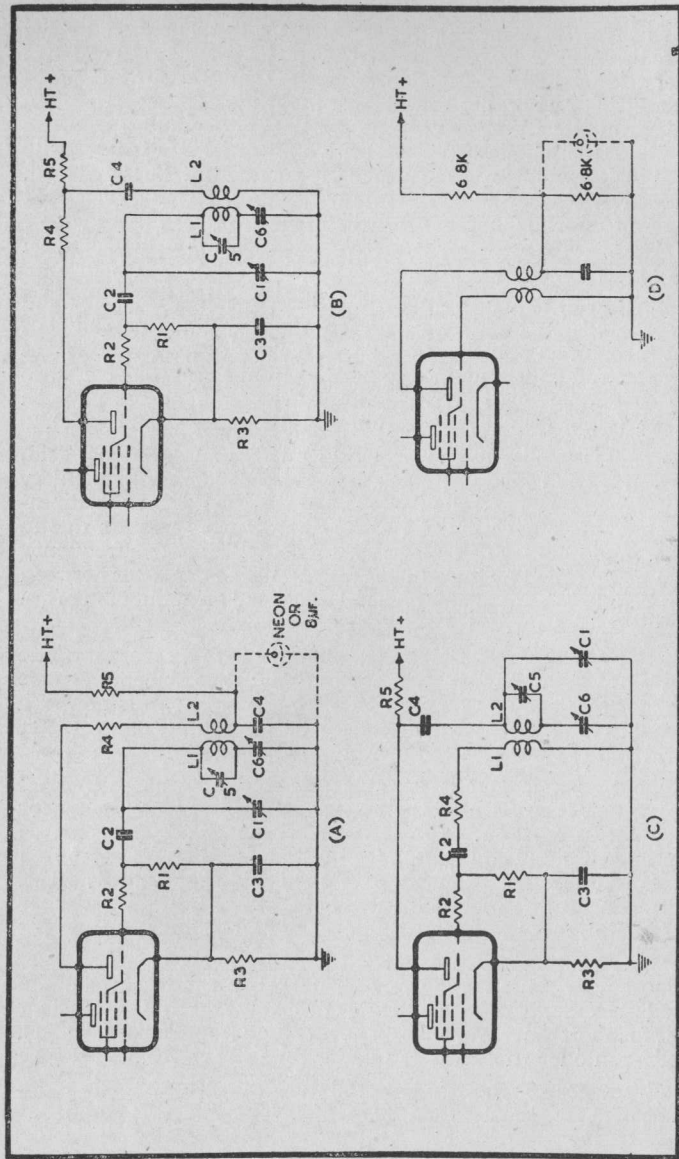 HT+
R5
R4
L2
C2
L1
C4
C
5
C6
R2
R1
C1
C3
R3
NEON
OR
8μF.
(A)
HT+
R5
R4
C4
L2
C2
L1
C
5
C6
R2
R1
C1
C3
R3
(B)
HT+
R5
C4
L2
C5
C1
C6
R4
L1
C2
R2
R1
C3
R3
(C)
HT+
6 8K
6 8K
(D)